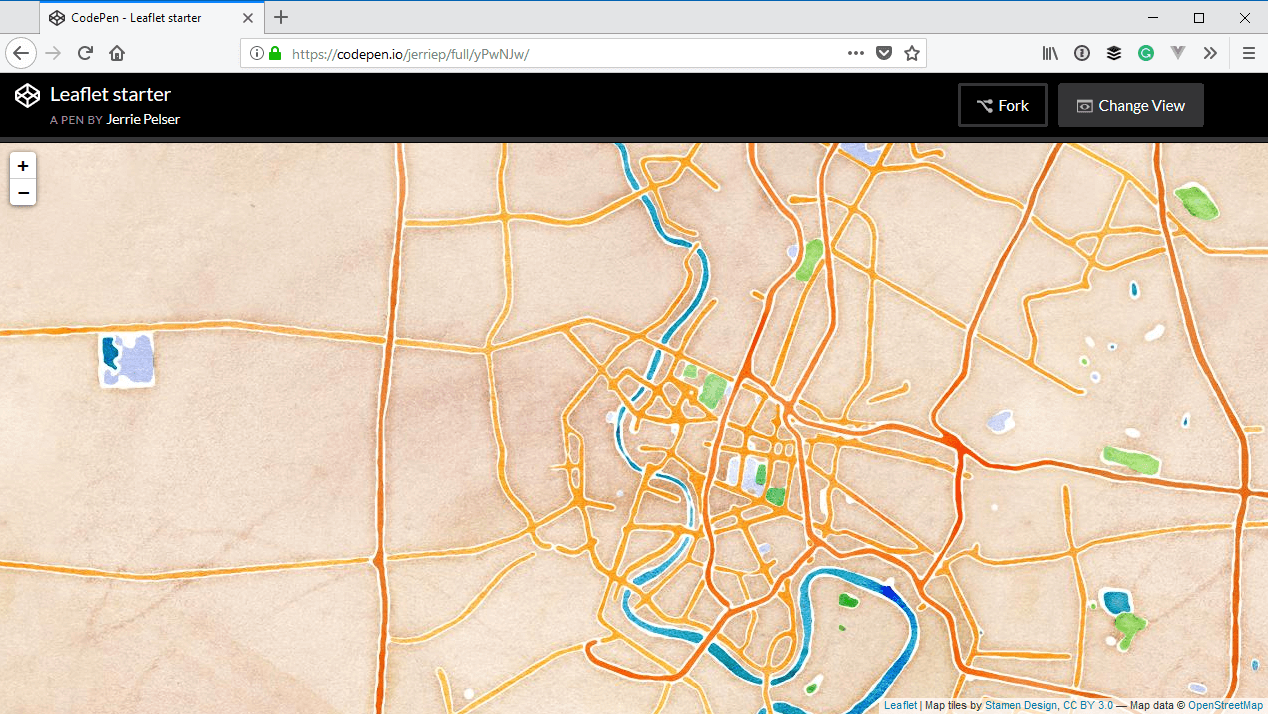 CodePen - Leaflet starter
https://codepen.io/jerriep/full/yPwNJw/
Leaflet starter
A PEN BY Jerrie Pelser
Fork
Change View
+
−
Leaflet | Map tiles by Stamen Design, CC BY 3.0 — Map data © OpenStreetMap